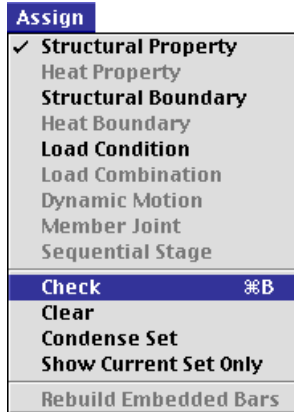 Assign
✓ Structural Property
Heat Property
Structural Boundary
Heat Boundary
Load Condition
Load Combination
Dynamic Motion
Member Joint
Sequential Stage
Check ⌘B
Clear
Condense Set
Show Current Set Only
Rebuild Embedded Bars